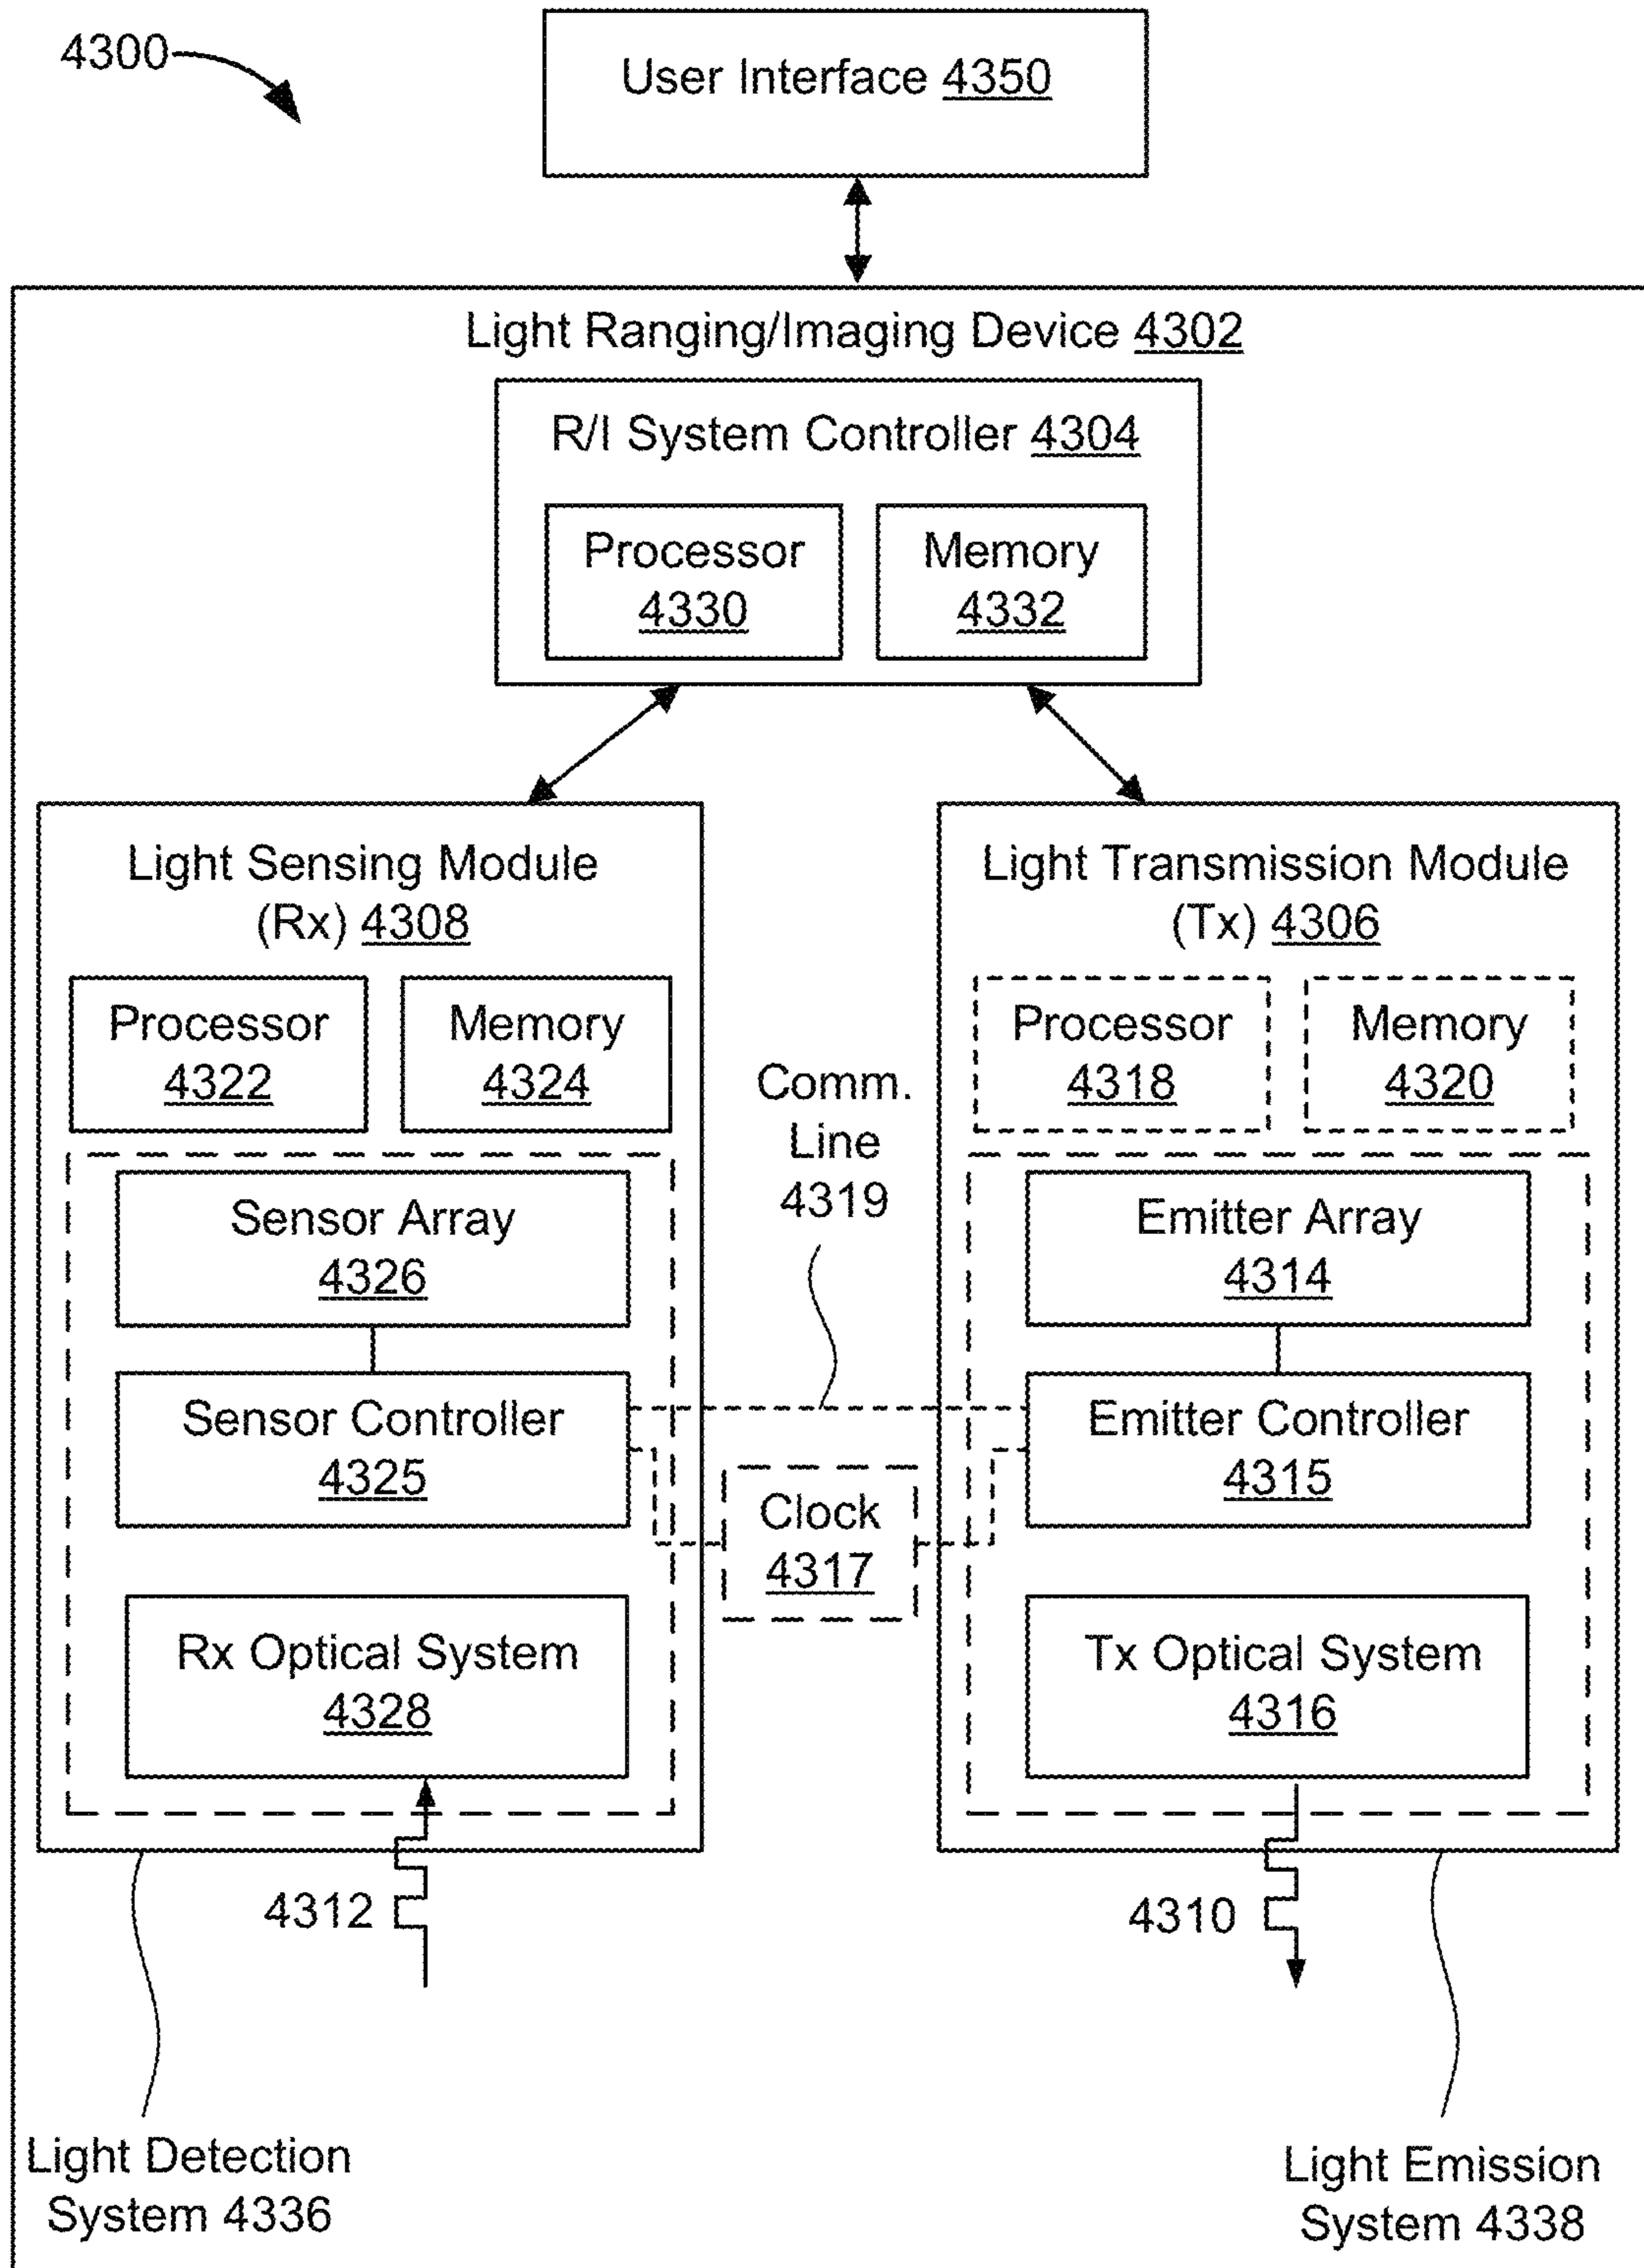 4300
User Interface 4350
Light Ranging/Imaging Device 4302
R/I System Controller 4304
Processor
4330
Memory
4332
Light Sensing Module
(Rx) 4308
Processor
4322
Memory
4324
Sensor Array
4326
Sensor Controller
4325
Rx Optical System
4328
4312
Light Detection
System 4336
Comm.
Line
4319
Clock
4317
Light Transmission Module
(Tx) 4306
Processor
4318
Memory
4320
Emitter Array
4314
Emitter Controller
4315
Tx Optical System
4316
4310
Light Emission
System 4338